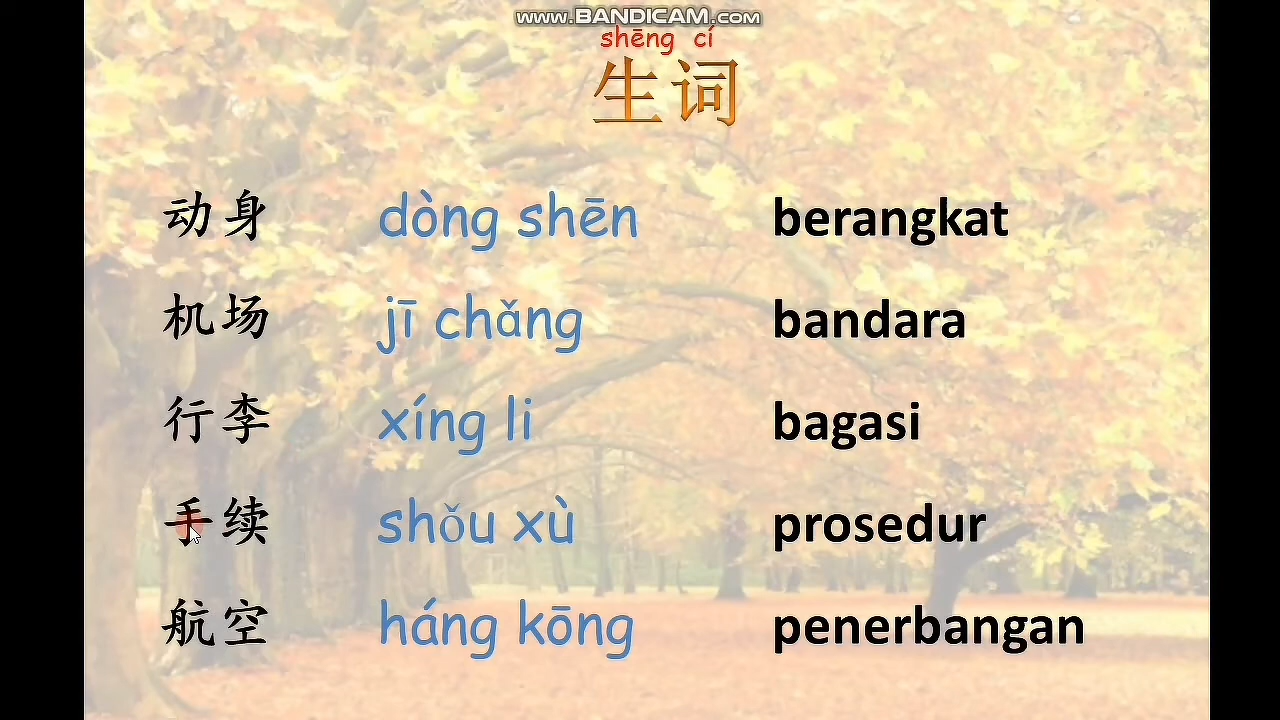 www.BANDICAM.com
shēng cí
生词
动身 dòng shēn berangkat
机场 jī chǎng bandara
行李 xíng li bagasi
手续 shǒu xù prosedur
航空 háng kōng penerbangan